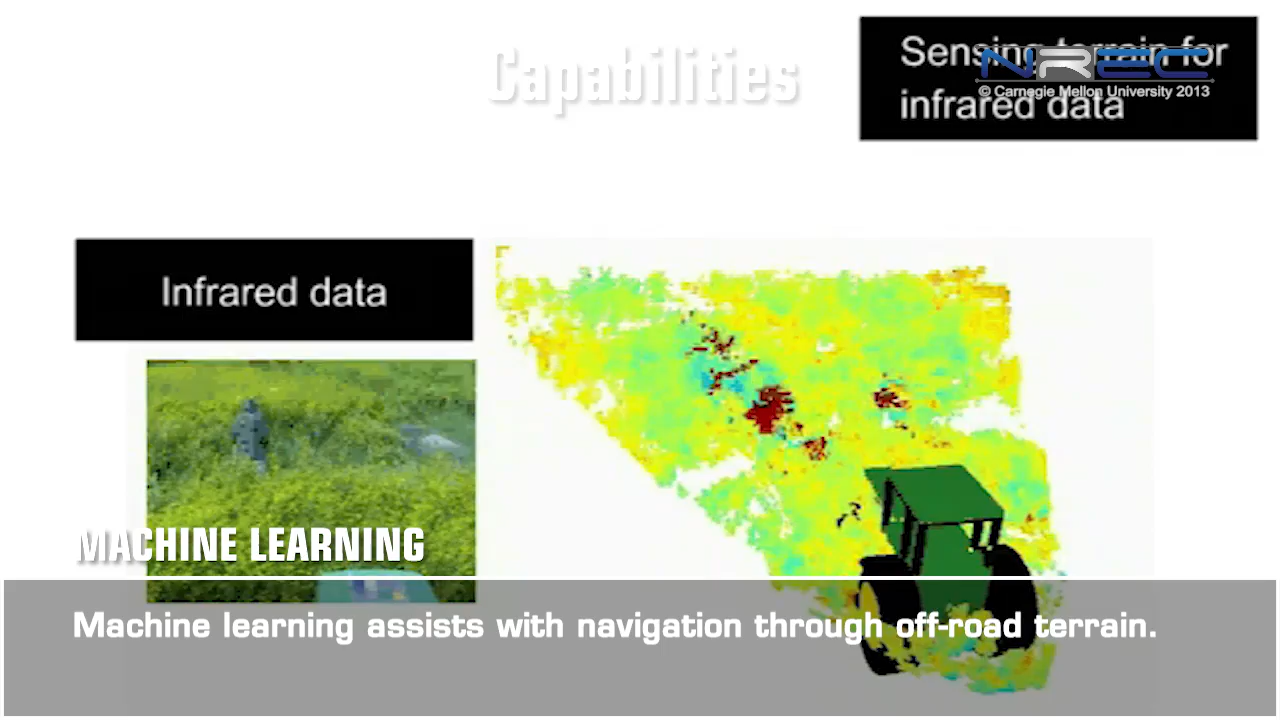 Capabilities
Sensing terrain for
infrared data
NREC
© Carnegie Mellon University 2013
Infrared data
MACHINE LEARNING
Machine learning assists with navigation through off-road terrain.